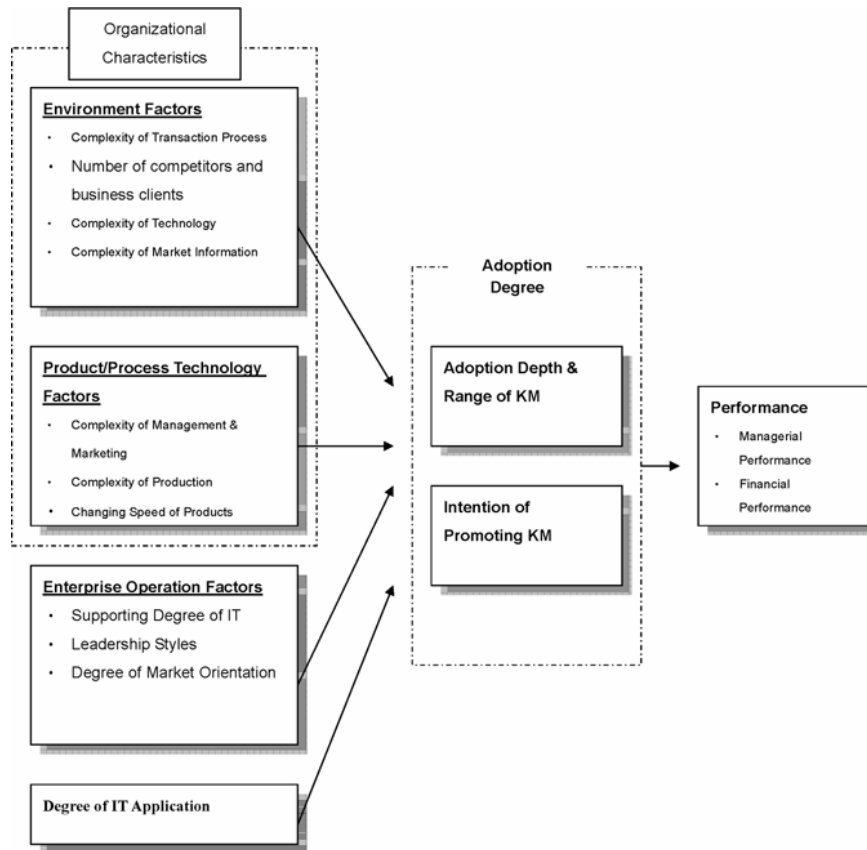 Organizational
Characteristics
Environment Factors
· Complexity of Transaction Process
· Number of competitors and
business clients
· Complexity of Technology
· Complexity of Market Information
Product/Process Technology
Factors
· Complexity of Management &
Marketing
· Complexity of Production
· Changing Speed of Products
Enterprise Operation Factors
· Supporting Degree of IT
· Leadership Styles
· Degree of Market Orientation
Degree of IT Application
Adoption
Degree
Adoption Depth &
Range of KM
Intention of
Promoting KM
Performance
· Managerial
Performance
· Financial
Performance